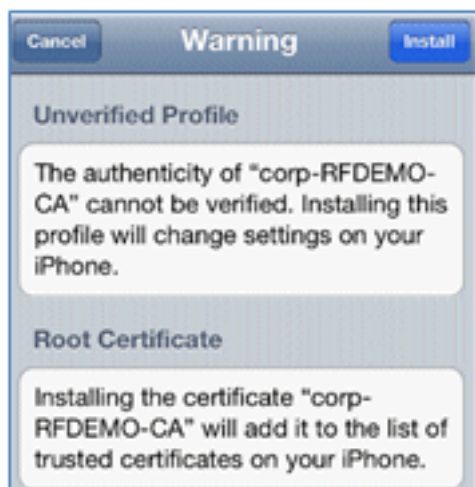 Cancel Warning Install
Unverified Profile
The authenticity of “corp-RFDEMO-
CA” cannot be verified. Installing this
profile will change settings on your
iPhone.
Root Certificate
Installing the certificate “corp-
RFDEMO-CA” will add it to the list of
trusted certificates on your iPhone.